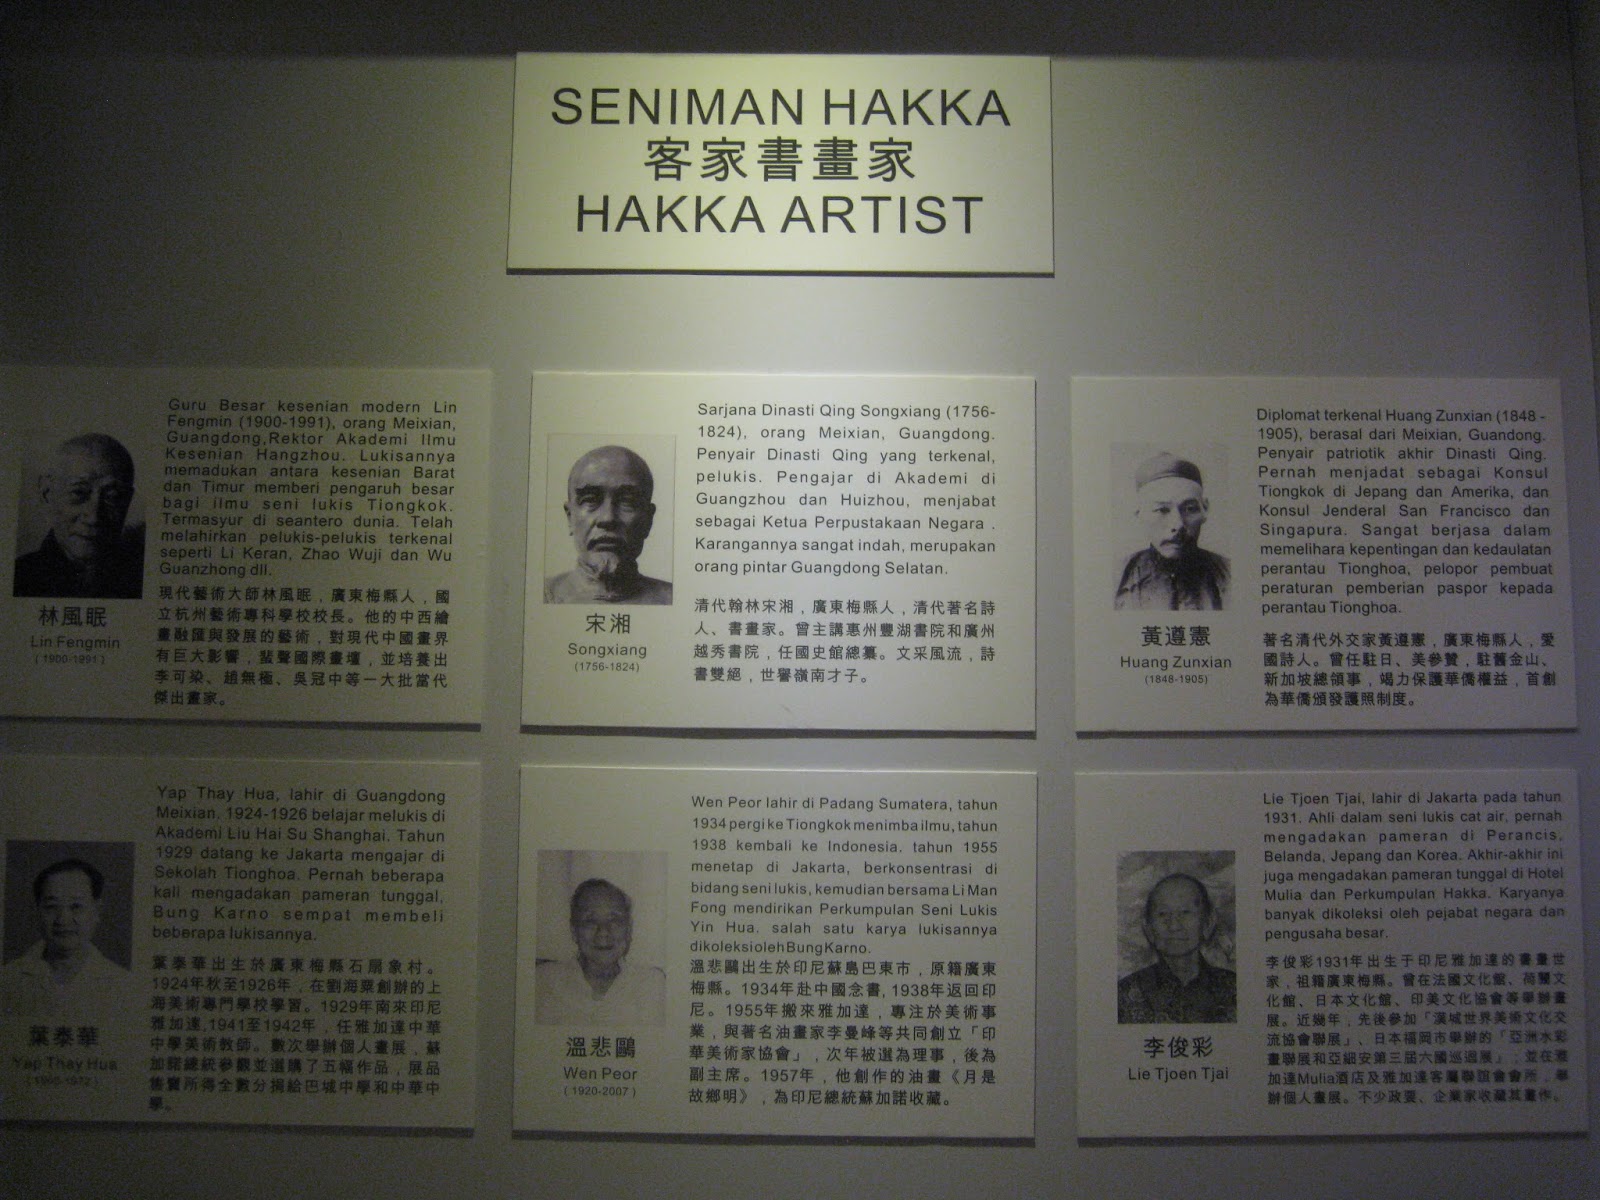 SENIMAN HAKKA
客家書畫家
HAKKA ARTIST
Guru Besar kesenian modern Lin
Fengmin (1900-1991), orang Meixian,
Guangdong,Rektor Akademi Ilmu
Kesenian Hangzhou. Lukisannya
memadukan antara kesenian Barat
dan Timur memberi pengaruh besar
bagi ilmu seni lukis Tiongkok.
Termasyur di seantero dunia. Telah
melahirkan pelukis-pelukis terkenal
seperti Li Keran, Zhao Wuji dan Wu
Guanzhong dll.
現代藝術大師林風眠，廣東梅縣人，國
立杭州藝術專科學校校長。他的中西繪
畫融匯與發展的藝術，對現代中國畫界
有巨大影響，蜚聲國際畫壇，並培養出
李可染、趙無極、吳冠中等一大批當代
傑出畫家。
林風眠
Lin Fengmin
(1900-1991)
Sarjana Dinasti Qing Songxiang (1756-
1824), orang Meixian, Guangdong.
Penyair Dinasti Qing yang terkenal,
pelukis. Pengajar di Akademi di
Guangzhou dan Huizhou, menjabat
sebagai Ketua Perpustakaan Negara .
Karangannya sangat indah, merupakan
orang pintar Guangdong Selatan.
清代翰林宋湘，廣東梅縣人，清代著名詩
人、書畫家。曾主講惠州豐湖書院和廣州
越秀書院，任國史館總纂。文采風流，詩
書雙絕，世譽嶺南才子。
宋湘
Songxiang
(1756-1824)
Diplomat terkenal Huang Zunxian (1848 -
1905), berasal dari Meixian, Guandong.
Penyair patriotik akhir Dinasti Qing.
Pernah menjadat sebagai Konsul
Tiongkok di Jepang dan Amerika, dan
Konsul Jenderal San Francisco dan
Singapura. Sangat berjasa dalam
memelihara kepentingan dan kedaulatan
perantau Tionghoa, pelopor pembuat
peraturan pemberian paspor kepada
perantau Tionghoa.
著名清代外交家黃遵憲，廣東梅縣人，愛
國詩人。曾任駐日、美參贊，駐舊金山、
新加坡總領事，竭力保護華僑權益，首創
為華僑頒發護照制度。
黃遵憲
Huang Zunxian
(1848-1905)
Yap Thay Hua, lahir di Guangdong
Meixian. 1924-1926 belajar melukis di
Akademi Liu Hai Su Shanghai. Tahun
1929 datang ke Jakarta mengajar di
Sekolah Tionghoa. Pernah beberapa
kali mengadakan pameran tunggal,
Bung Karno sempat membeli
beberapa lukisannya.
葉泰華出生於廣東梅縣石扇象村。
1924年秋至1926年，在劉海粟創辦的上
海美術專門學校學習。1929年南來印尼
雅加達,1941至1942年，任雅加達中華
中學美術教師。數次舉辦個人畫展，蘇
加諾總統參觀並選購了五幅作品，展品
售賣所得全數分捐給巴城中學和中華中
學。
葉泰華
Yap Thay Hua
Wen Peor lahir di Padang Sumatera, tahun
1934 pergi ke Tiongkok menimba ilmu, tahun
1938 kembali ke Indonesia. tahun 1955
menetap di Jakarta, berkonsentrasi di
bidang seni lukis, kemudian bersama Li Man
Fong mendirikan Perkumpulan Seni Lukis
Yin Hua. salah satu karya lukisannya
dikoleksi oleh Bung Karno.
溫悲鷗出生於印尼蘇島巴東市，原籍廣東
梅縣。1934年赴中國念書, 1938年返回印
尼。1955年搬來雅加達，專注於美術事
業，與著名油畫家李曼峰等共同創立「印
華美術家協會」，次年被選為理事，後為
副主席。1957年，他創作的油畫《月是
故鄉明》，為印尼總統蘇加諾收藏。
溫悲鷗
Wen Peor
(1920-2007)
Lie Tjoen Tjai, lahir di Jakarta pada tahun
1931. Ahli dalam seni lukis cat air, pernah
mengadakan pameran di Perancis,
Belanda, Jepang dan Korea. Akhir-akhir ini
juga mengadakan pameran tunggal di Hotel
Mulia dan Perkumpulan Hakka. Karyanya
banyak dikoleksi oleh pejabat negara dan
pengusaha besar.
李俊彩1931年出生于印尼雅加達的書畫世
家，祖籍廣東梅縣。曾在法國文化館、荷蘭文
化館、日本文化館、印美文化協會等舉辦畫
展。近幾年，先後參加「漢城世界美術文化交
流協會聯展」、日本福岡市舉辦的「亞洲水彩
畫聯展和亞細安第三屆六國巡迴展」；並在雅
加達Mulia酒店及雅加達客屬聯誼會會所，舉
辦個人畫展。不少政要、企業家收藏其畫作。
李俊彩
Lie Tjoen Tjai